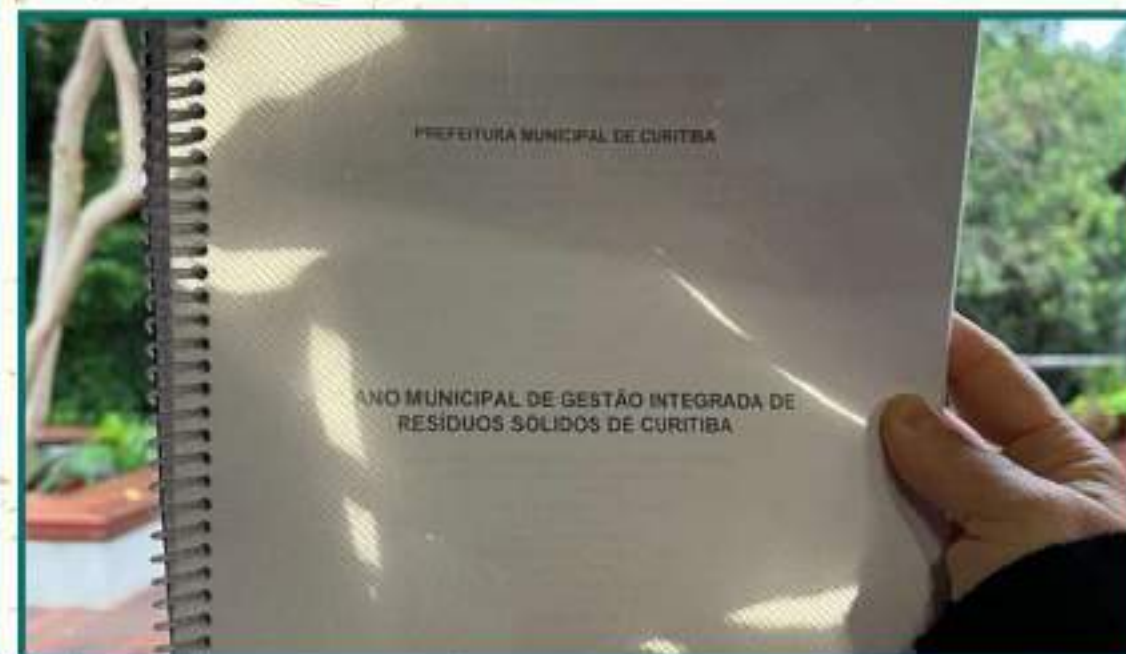 PREFEITURA MUNICIPAL DE CURITIBA
ANO MUNICIPAL DE GESTÃO INTEGRADA DE
RESÍDUOS SÓLIDOS DE CURITIBA